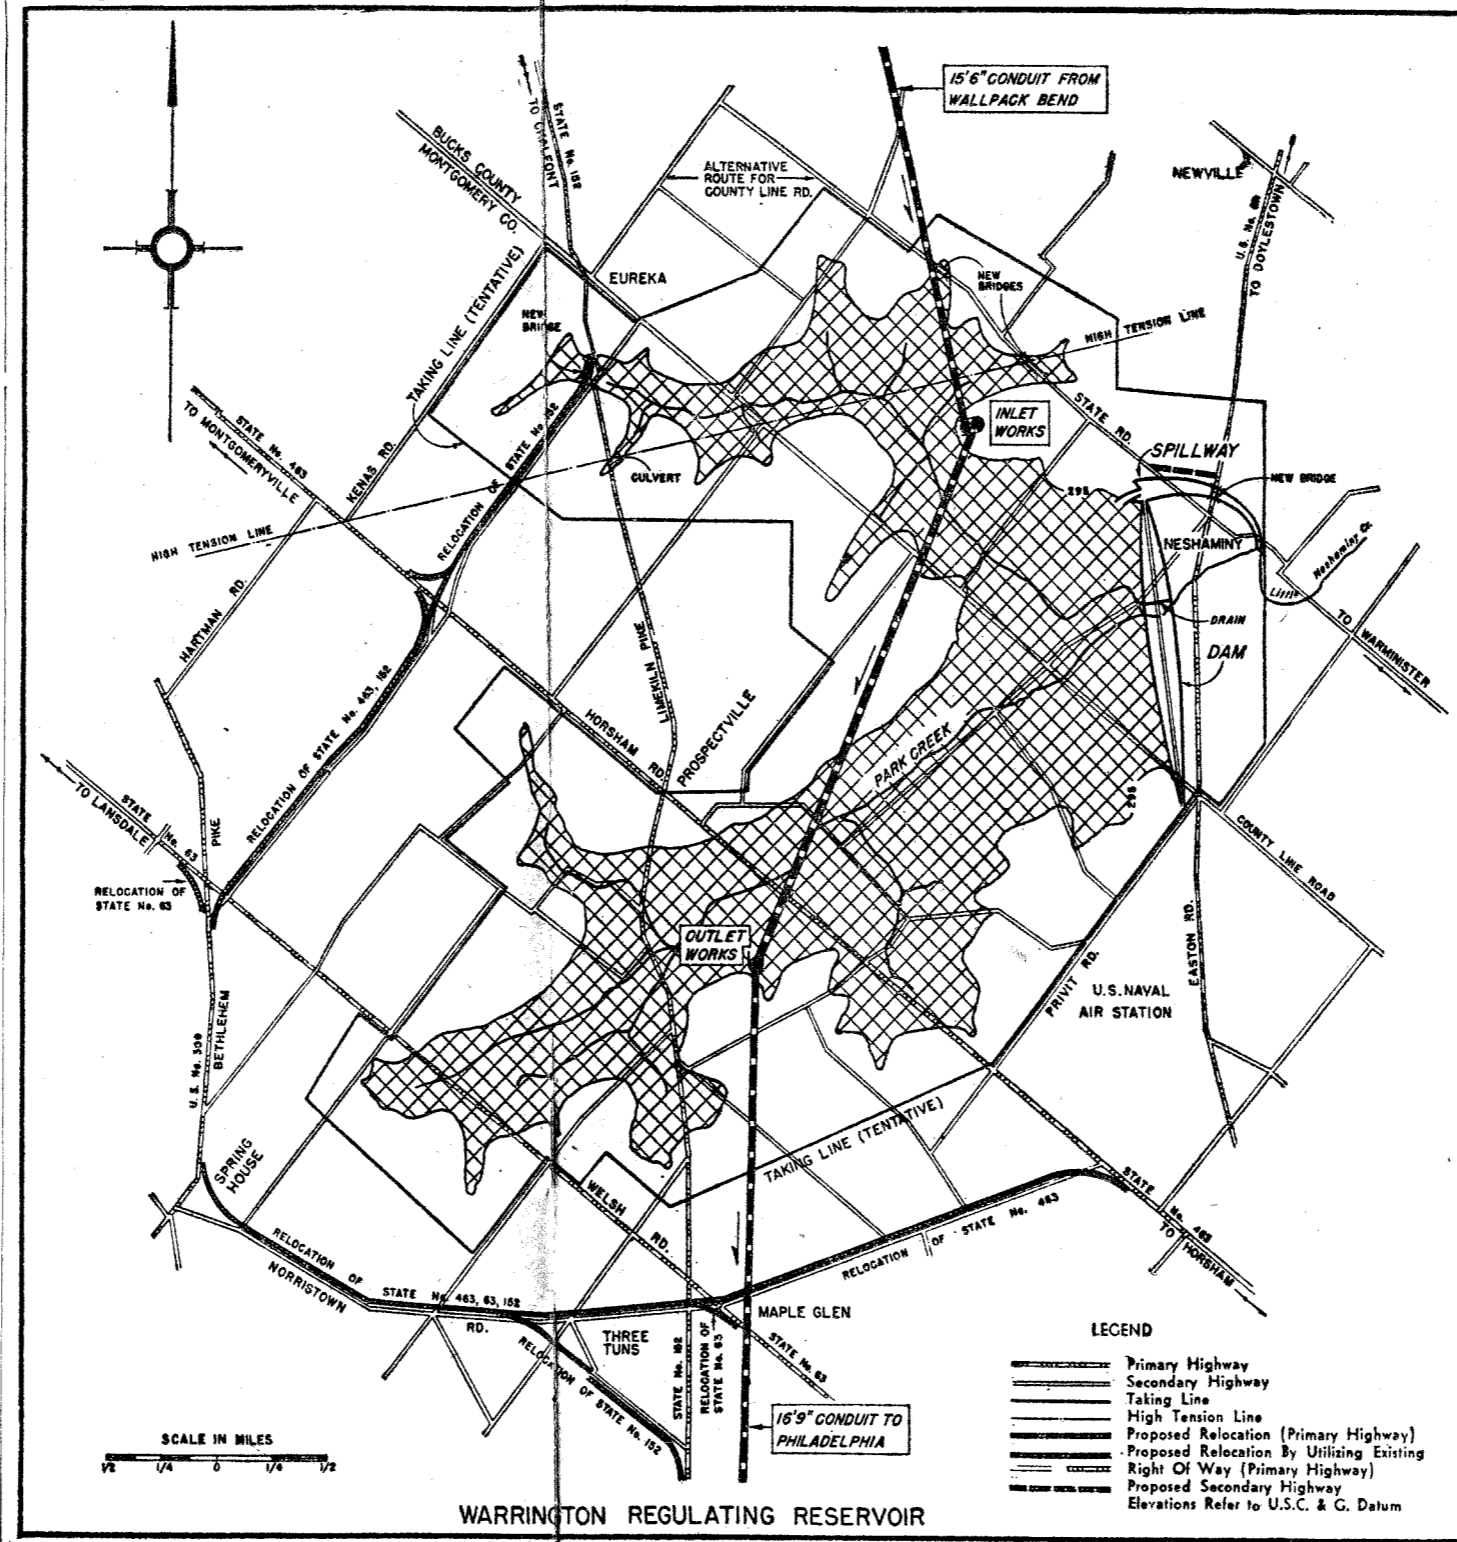 15'6" CONDUIT FROM
WALLPACK BEND
TO CHALFONT
STATE No. 152
BUCKS COUNTY
MONTGOMERY CO.
ALTERNATIVE
ROUTE FOR
COUNTY LINE RD.
NEWVILLE
U.S. No.
TO DOYLESTOWN
EUREKA
NEW
BRIDGES
NEW
BRIDGE
HIGH TENSION LINE
TAKING LINE (TENTATIVE)
STATE No. 463
TO MONTGOMERYVILLE
KENAS RD.
RELOCATION OF STATE No. 152
CULVERT
INLET
WORKS
STATE RD.
SPILLWAY
NEW BRIDGE
295
NESHAMINY
Little Neshaminy Cr.
HIGH TENSION LINE
HARTMAN RD.
DRAIN
DAM
TO WARMINISTER
LIMEKILN PIKE
PROSPECTVILLE
HORSHAM RD.
PARK CREEK
RELOCATION OF STATE No. 463, 152
STATE No. 63
TO LANSDALE
PIKE
RELOCATION OF
STATE No. 63
295
COUNTY LINE ROAD
OUTLET
WORKS
EASTON RD.
PRIVIT RD.
U.S. NAVAL
AIR STATION
U.S. No. 309
BETHLEHEM
SPRING
HOUSE
TAKING LINE (TENTATIVE)
WELSH RD.
STATE No. 463
TO HORSHAM
RELOCATION OF STATE No. 463
RELOCATION OF
STATE No. 463, 63, 152
NORRISTOWN
RD.
THREE
TUNS
MAPLE GLEN
RELOCATION OF STATE No. 152
STATE No. 152
RELOCATION OF
STATE No. 63
STATE No. 63
16'9" CONDUIT TO
PHILADELPHIA
LEGEND
Primary Highway
Secondary Highway
Taking Line
High Tension Line
Proposed Relocation (Primary Highway)
Proposed Relocation By Utilizing Existing
Right Of Way (Primary Highway)
Proposed Secondary Highway
Elevations Refer to U.S.C. & G. Datum
SCALE IN MILES
1/2 1/4 0 1/4 1/2
WARRINGTON REGULATING RESERVOIR